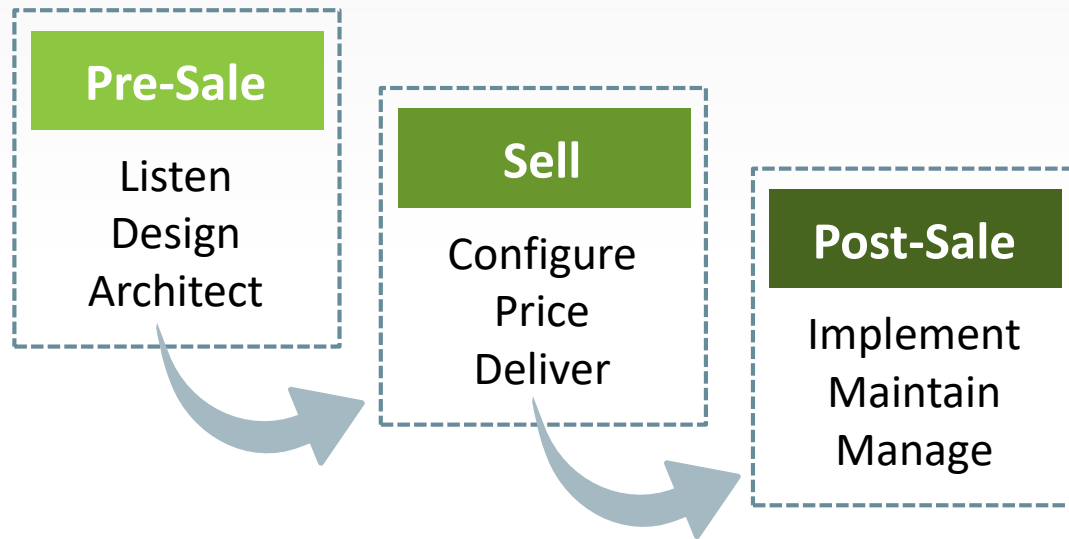 Pre-Sale
Listen
Design
Architect
Sell
Configure
Price
Deliver
Post-Sale
Implement
Maintain
Manage